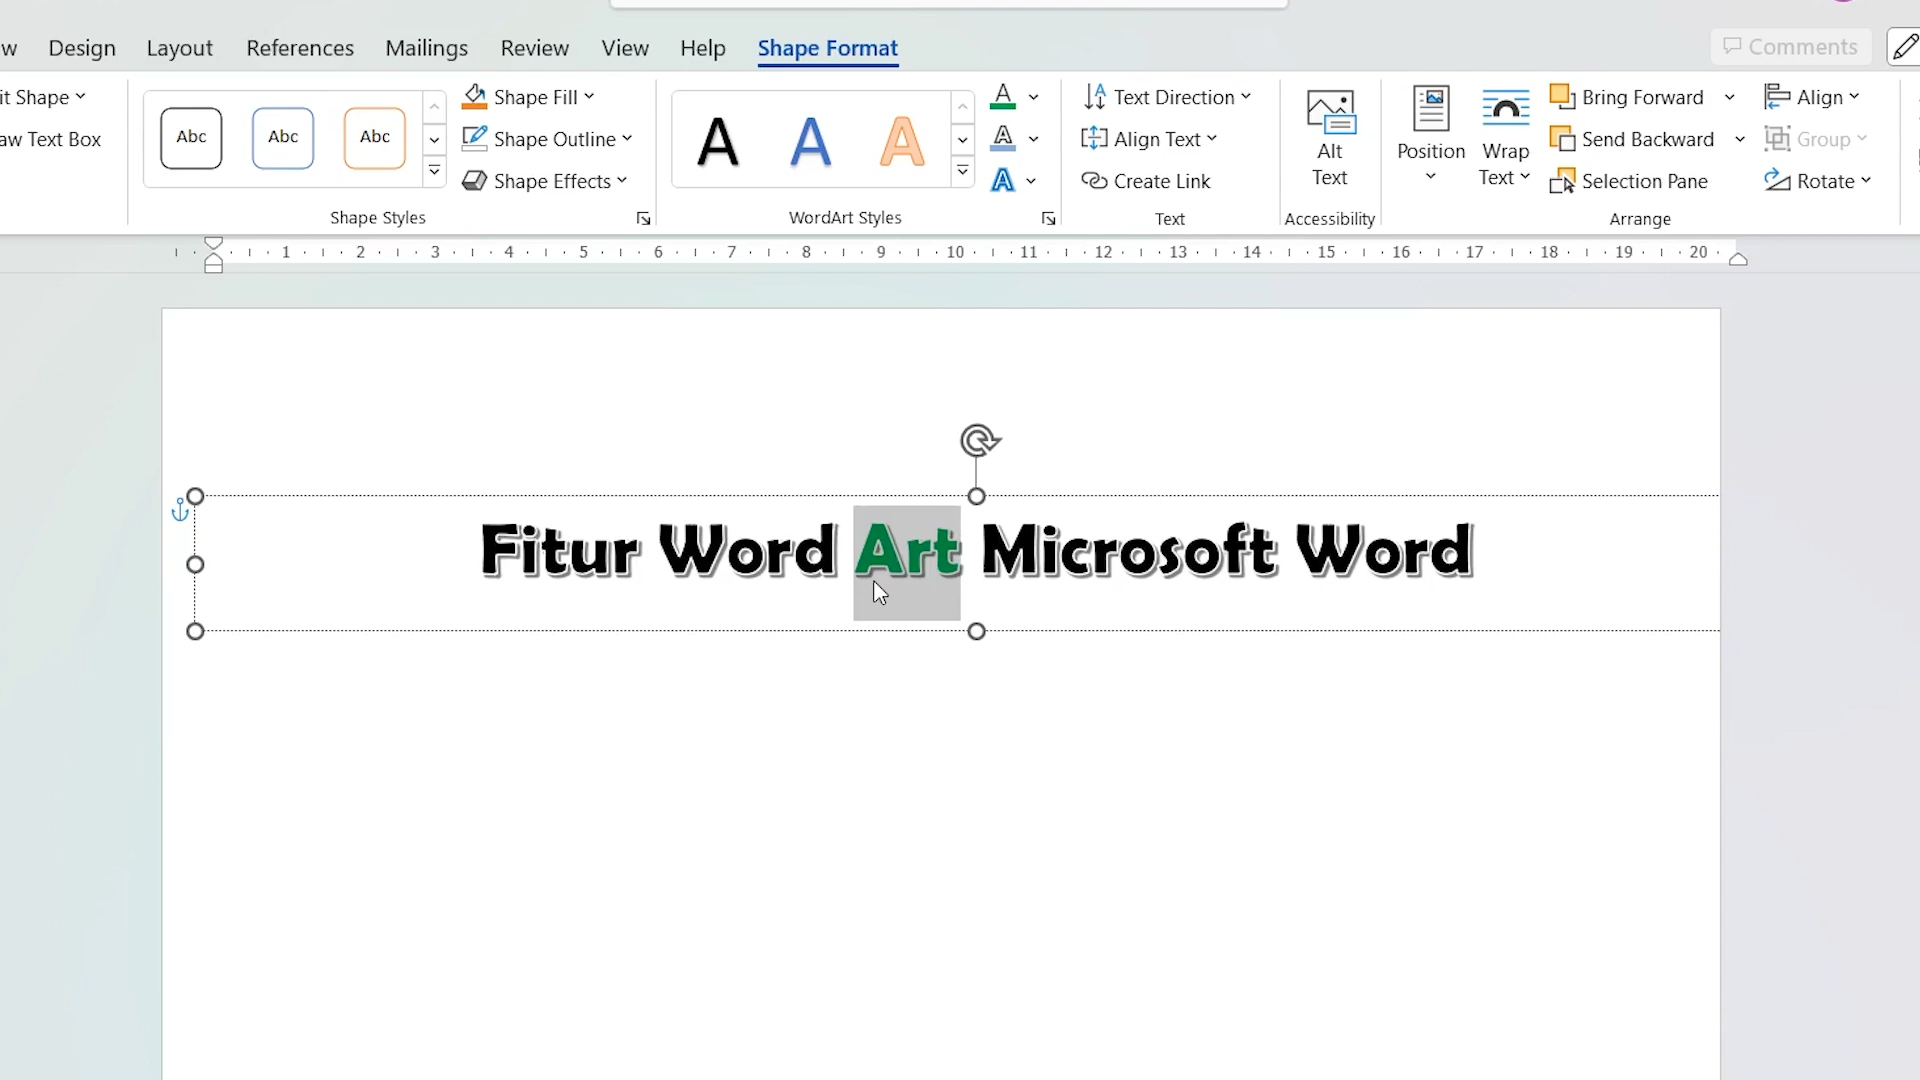 w Design Layout References Mailings Review View Help Shape Format Comments
it Shape
aw Text Box
Abc Abc Abc
Shape Fill
Shape Outline
Shape Effects
Shape Styles
A A A
A
A
A
WordArt Styles
Text Direction
Align Text
Create Link
Text
Alt
Text
Accessibility
Position
Wrap
Text
Bring Forward
Send Backward
Selection Pane
Align
Group
Rotate
Arrange
1 2 3 4 5 6 7 8 9 10 11 12 13 14 15 16 17 18 19 20
Fitur Word Art Microsoft Word